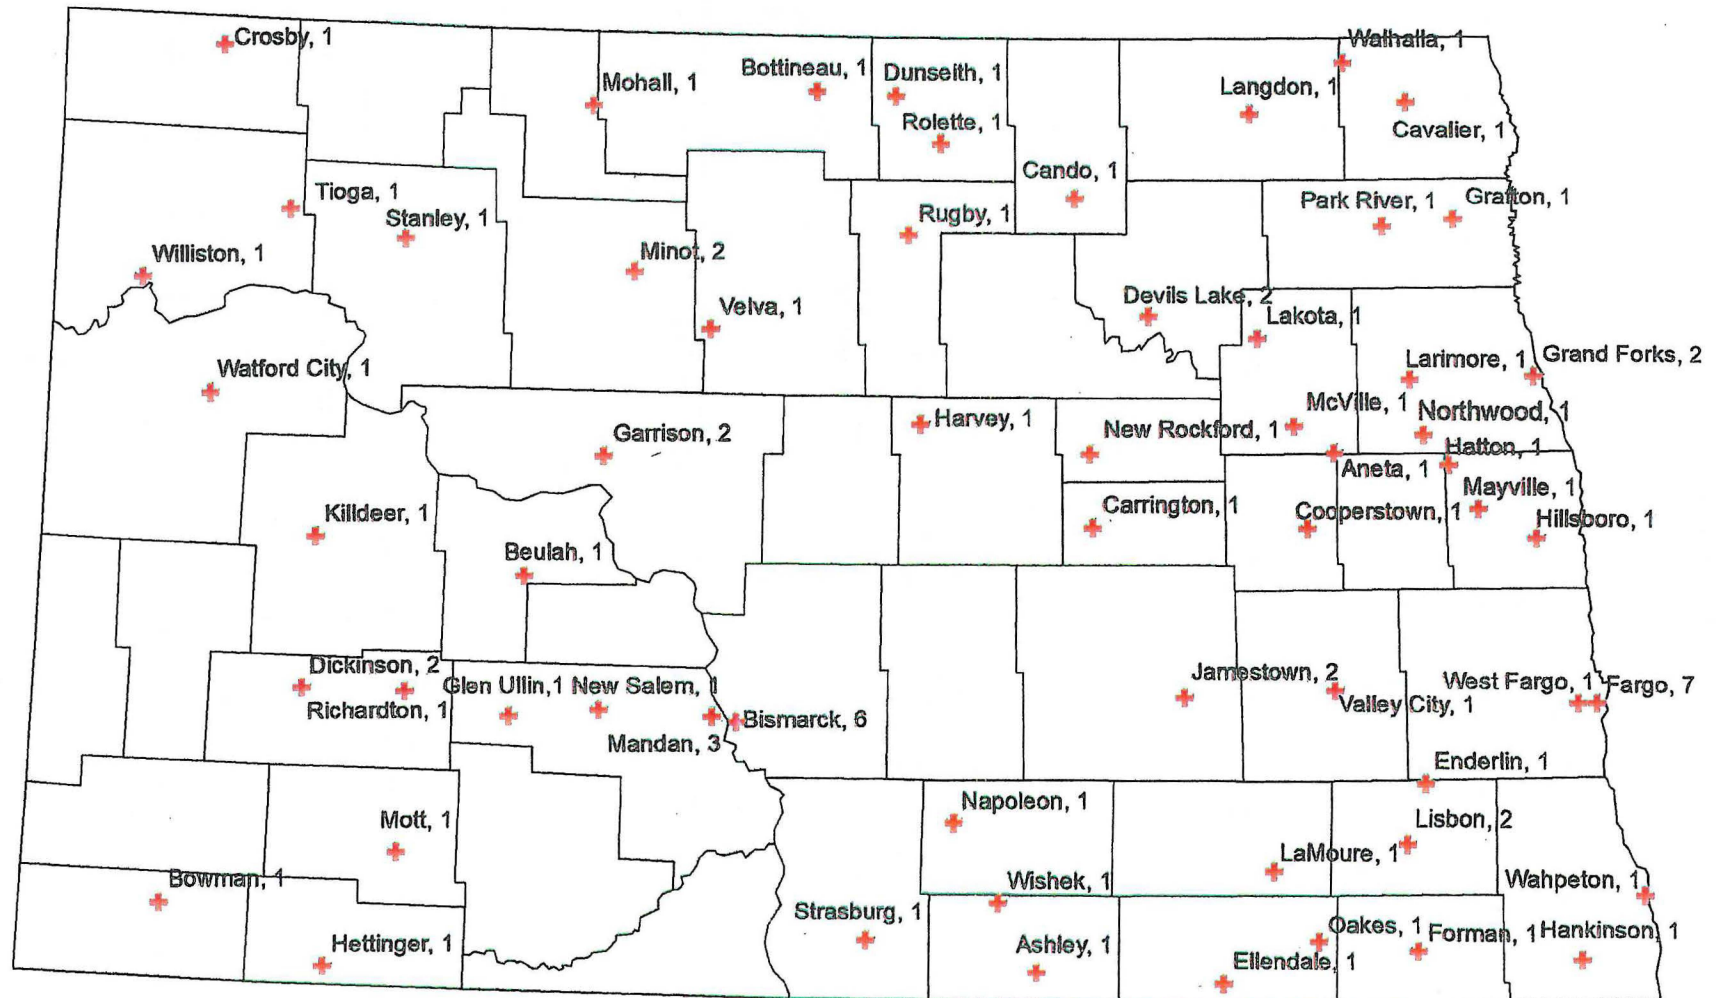 Crosby, 1
Walhalla, 1
Mohall, 1
Bottineau, 1
Dunseith, 1
Langdon, 1
Rolette, 1
Cavalier, 1
Cando, 1
Tioga, 1
Stanley, 1
Rugby, 1
Park River, 1
Grafton, 1
Williston, 1
Minot, 2
Velva, 1
Devils Lake, 2
Lakota, 1
Watford City, 1
Larimore, 1
Grand Forks, 2
McVille, 1
Northwood, 1
Garrison, 2
Harvey, 1
New Rockford, 1
Hatton, 1
Aneta, 1
Killdeer, 1
Carrington, 1
Cooperstown, 1
Mayville, 1
Hillsboro, 1
Beulah, 1
Dickinson, 2
Glen Ullin,1
New Salem, 1
Jamestown, 2
West Fargo, 1
Fargo, 7
Richardton, 1
Valley City, 1
Bismarck, 6
Mandan, 3
Enderlin, 1
Mott, 1
Napoleon, 1
Lisbon, 2
LaMoure, 1
Bowman, 1
Wishek, 1
Wahpeton, 1
Strasburg, 1
Hettinger, 1
Ashley, 1
Oakes, 1
Forman, 1
Hankinson, 1
Ellendale, 1